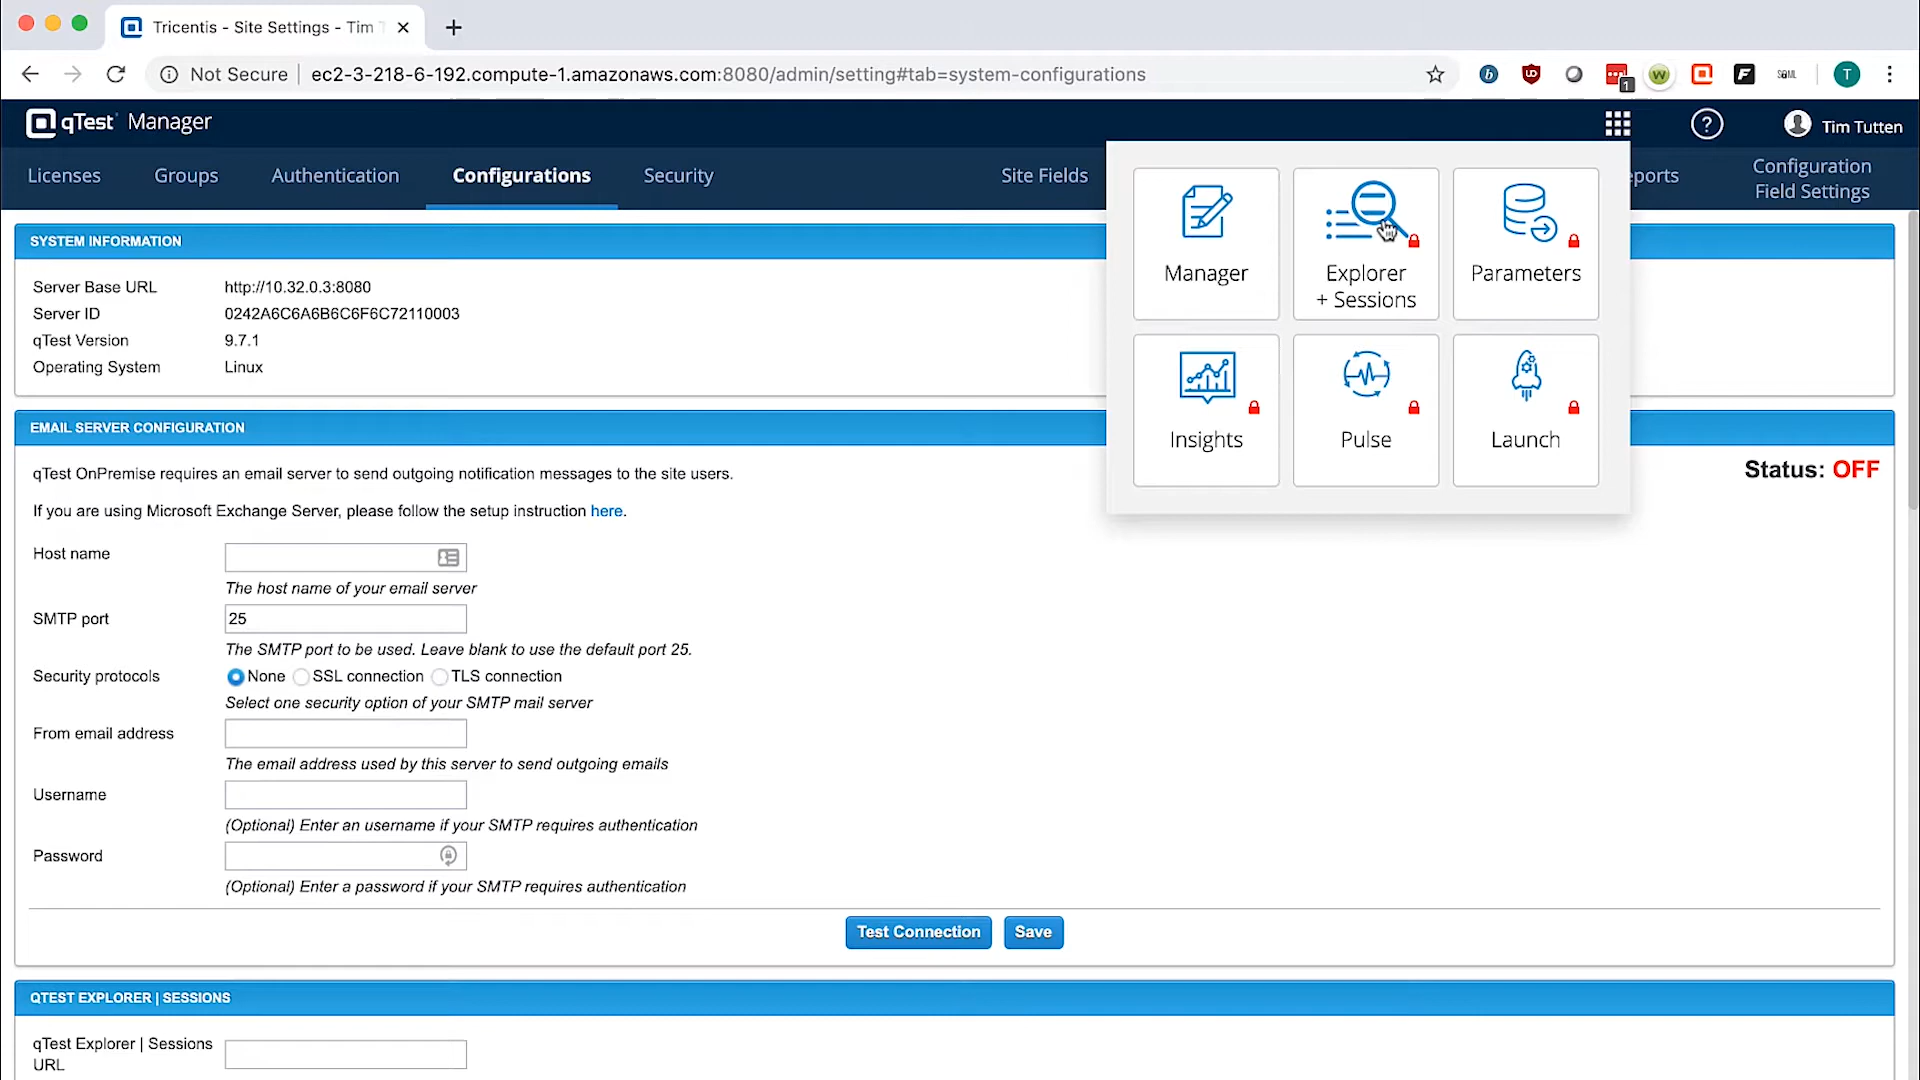 Tricentis - Site Settings - Tim
Not Secure
ec2-3-218-6-192.compute-1.amazonaws.com:8080/admin/setting#tab=system-configurations
b
UD
1
w
F
SAML
T
qTest Manager
?
Tim Tutten
Licenses
Groups
Authentication
Configurations
Security
Site Fields
eports
Configuration
Field Settings
Manager
Explorer
+ Sessions
Parameters
Insights
Pulse
Launch
SYSTEM INFORMATION
Server Base URL http://10.32.0.3:8080
Server ID 0242A6C6A6B6C6F6C72110003
qTest Version 9.7.1
Operating System Linux
EMAIL SERVER CONFIGURATION
Status: OFF
qTest OnPremise requires an email server to send outgoing notification messages to the site users.
If you are using Microsoft Exchange Server, please follow the setup instruction here.
Host name
The host name of your email server
SMTP port 25
The SMTP port to be used. Leave blank to use the default port 25.
Security protocols None SSL connection TLS connection
Select one security option of your SMTP mail server
From email address
The email address used by this server to send outgoing emails
Username
(Optional) Enter an username if your SMTP requires authentication
Password
(Optional) Enter a password if your SMTP requires authentication
Test Connection
Save
QTEST EXPLORER | SESSIONS
qTest Explorer | Sessions
URL